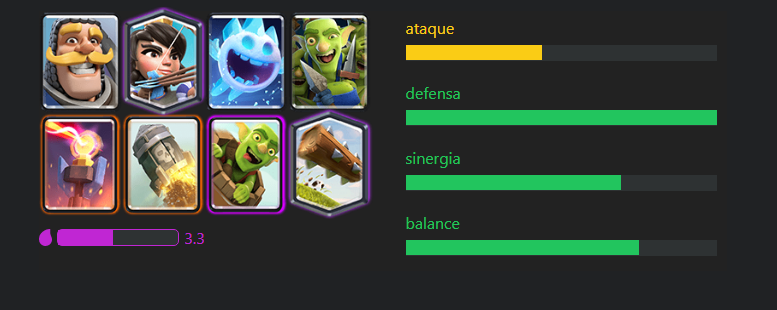 ataque
defensa
sinergia
balance
3.3